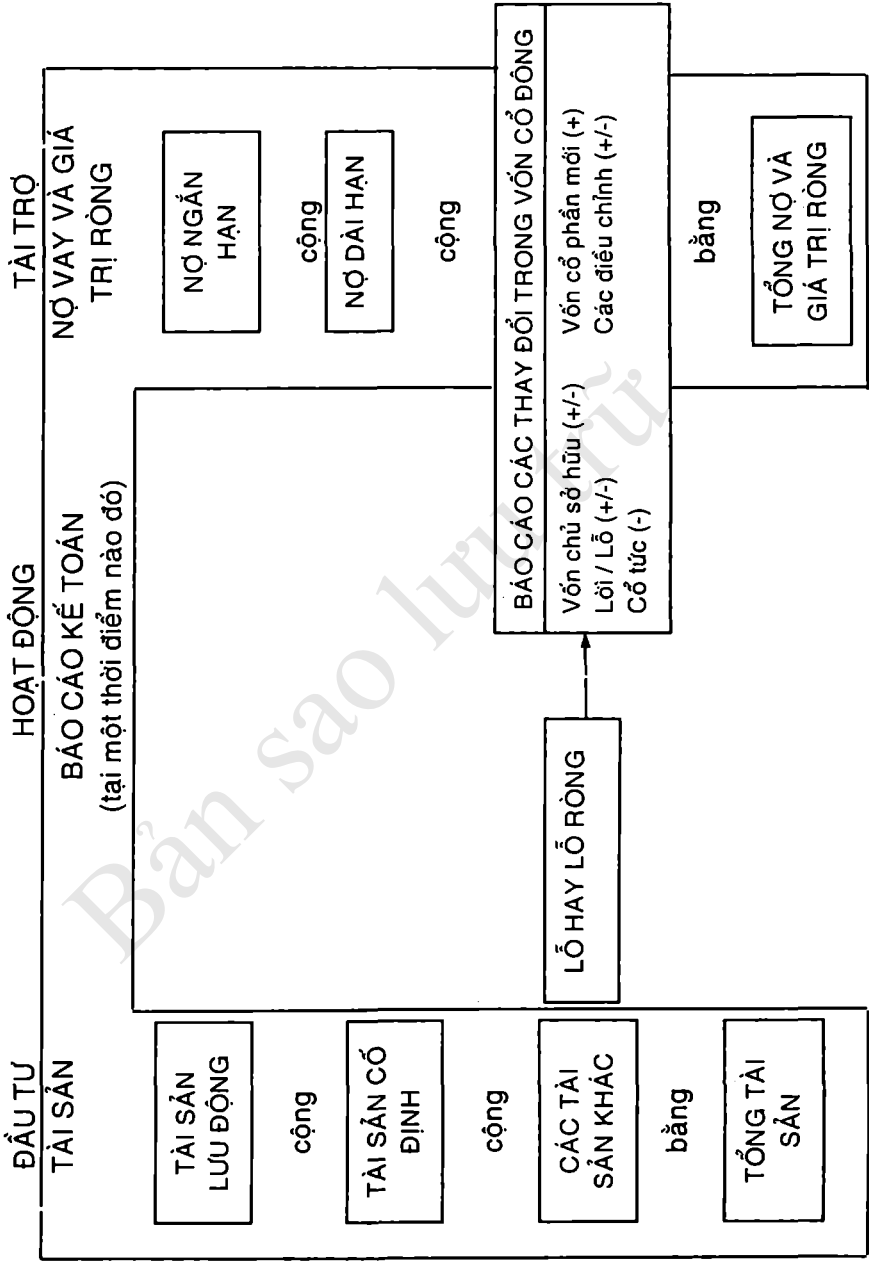 ĐẦU TƯ
TÀI SẢN
TÀI SẢN
LƯU ĐỘNG
cộng
TÀI SẢN CỐ
ĐỊNH
cộng
CÁC TÀI
SẢN KHÁC
bằng
TỔNG TÀI
SẢN
HOẠT ĐỘNG
BÁO CÁO KẾ TOÁN
(tại một thời điểm nào đó)
LỖ HAY LỖ RÒNG
TÀI TRỢ
NỢ VAY VÀ GIÁ
TRỊ RÒNG
NỢ NGẮN
HẠN
cộng
NỢ DÀI HẠN
cộng
BÁO CÁO CÁC THAY ĐỔI TRONG VỐN CỔ ĐÔNG
Vốn chủ sở hữu (+/-) Vốn cổ phần mới (+)
Lời / Lỗ (+/-) Các điều chỉnh (+/-)
Cổ tức (-)
bằng
TỔNG NỢ VÀ
GIÁ TRỊ RÒNG
Bản sao lưu trữ